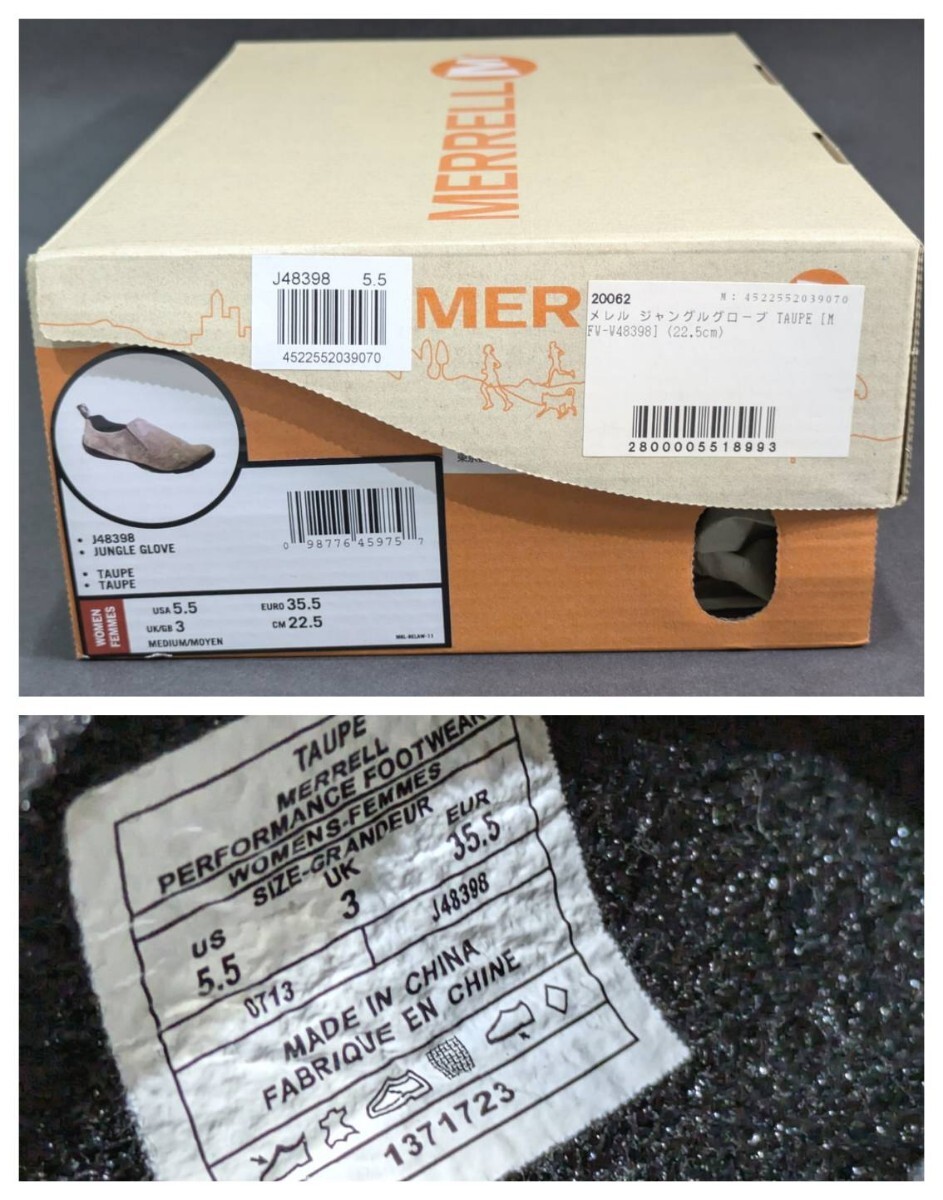 MERRELL
J48398 5.5
4522552039070
MER
20062 M: 4522552039070
メレル ジャングルグローブ TAUPE [M
FW-W48398] (22.5cm)
2800005518993
• J48398
• JUNGLE GLOVE
• TAUPE
• TAUPE
0 98776 45975 7
WOMEN
FEMMES
USA 5.5 EURO 35.5
UK/GB 3 CM 22.5
MEDIUM/MOYEN
TAUPE
MERRELL
PERFORMANCE FOOTWEAR
WOMENS-FEMMES
SIZE-GRANDEUR
US UK EUR
5.5 3 35.5
0713 J48398
MADE IN CHINA
FABRIQUE EN CHINE
1371723